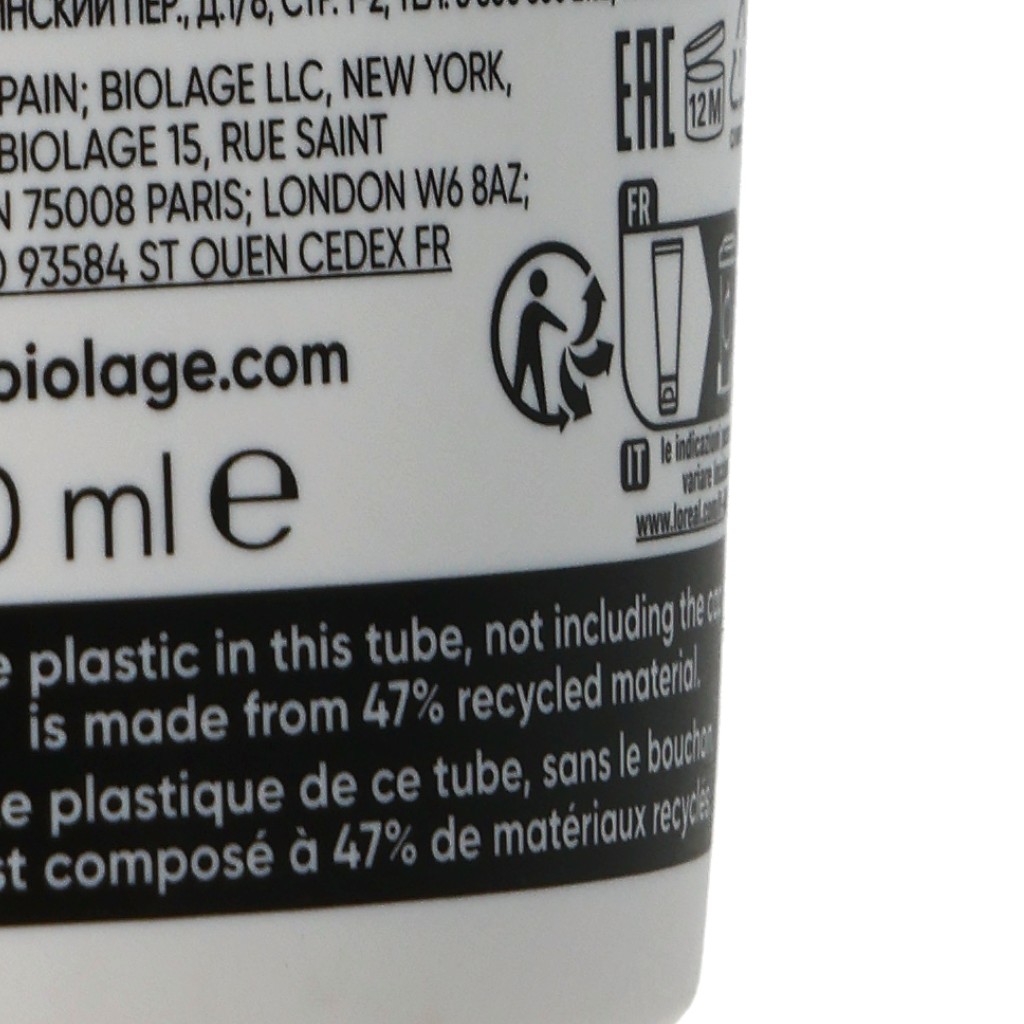 ПЕР., Д.1/8, СТР. 1-2,
EAC
12M
PAIN; BIOLAGE LLC, NEW YORK,
BIOLAGE 15, RUE SAINT
N 75008 PARIS; LONDON W6 8AZ;
) 93584 ST OUEN CEDEX FR
FR
biolage.com
IT le indicazioni
variare
www.loreal.com
0 ml e
e plastic in this tube, not including the
is made from 47% recycled material.
e plastique de ce tube, sans le bouchon
st composé à 47% de matériaux recyclés